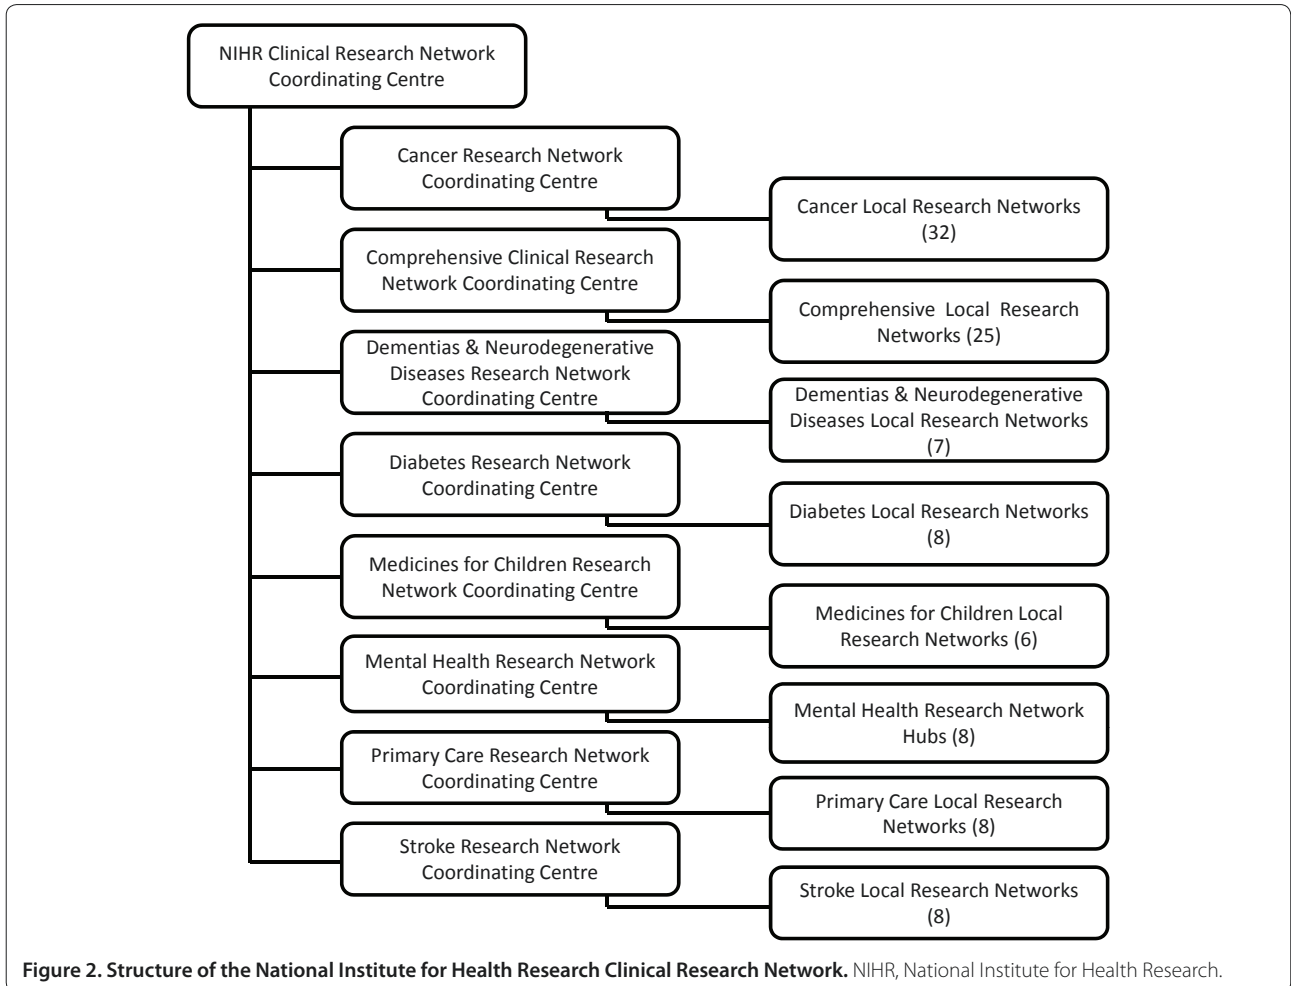 NIHR Clinical Research Network
Coordinating Centre
Cancer Research Network
Coordinating Centre
Cancer Local Research Networks
(32)
Comprehensive Clinical Research
Network Coordinating Centre
Comprehensive Local Research
Networks (25)
Dementias & Neurodegenerative
Diseases Research Network
Coordinating Centre
Dementias & Neurodegenerative
Diseases Local Research Networks
(7)
Diabetes Research Network
Coordinating Centre
Diabetes Local Research Networks
(8)
Medicines for Children Research
Network Coordinating Centre
Medicines for Children Local
Research Networks (6)
Mental Health Research Network
Coordinating Centre
Mental Health Research Network
Hubs (8)
Primary Care Research Network
Coordinating Centre
Primary Care Local Research
Networks (8)
Stroke Research Network
Coordinating Centre
Stroke Local Research Networks
(8)
Figure 2. Structure of the National Institute for Health Research Clinical Research Network. NIHR, National Institute for Health Research.